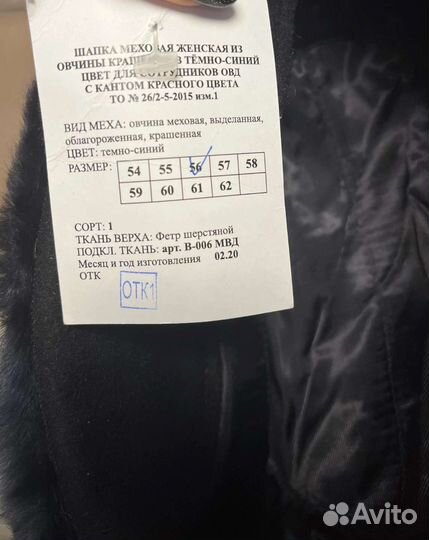 ШАПКА МЕХОВАЯ ЖЕНСКАЯ ИЗ
ОВЧИНЫ В ТЁМНО-СИНИЙ
ЦВЕТ ДЛЯ СОТРУДНИКОВ ОВД
С КАНТОМ КРАСНОГО ЦВЕТА
ТО № 26/2-5-2015 изм.1
ВИД МЕХА: овчина меховая, выделанная,
облагороженная, крашенная
ЦВЕТ: темно-синий
РАЗМЕР: 54 55 56 57 58
59 60 61 62
СОРТ: 1
ТКАНЬ ВЕРХА: Фетр шерстяной
ПОДКЛ. ТКАНЬ: арт. В-006 МВД
Месяц и год изготовления 02.20
ОТК
ОТК1
Avito